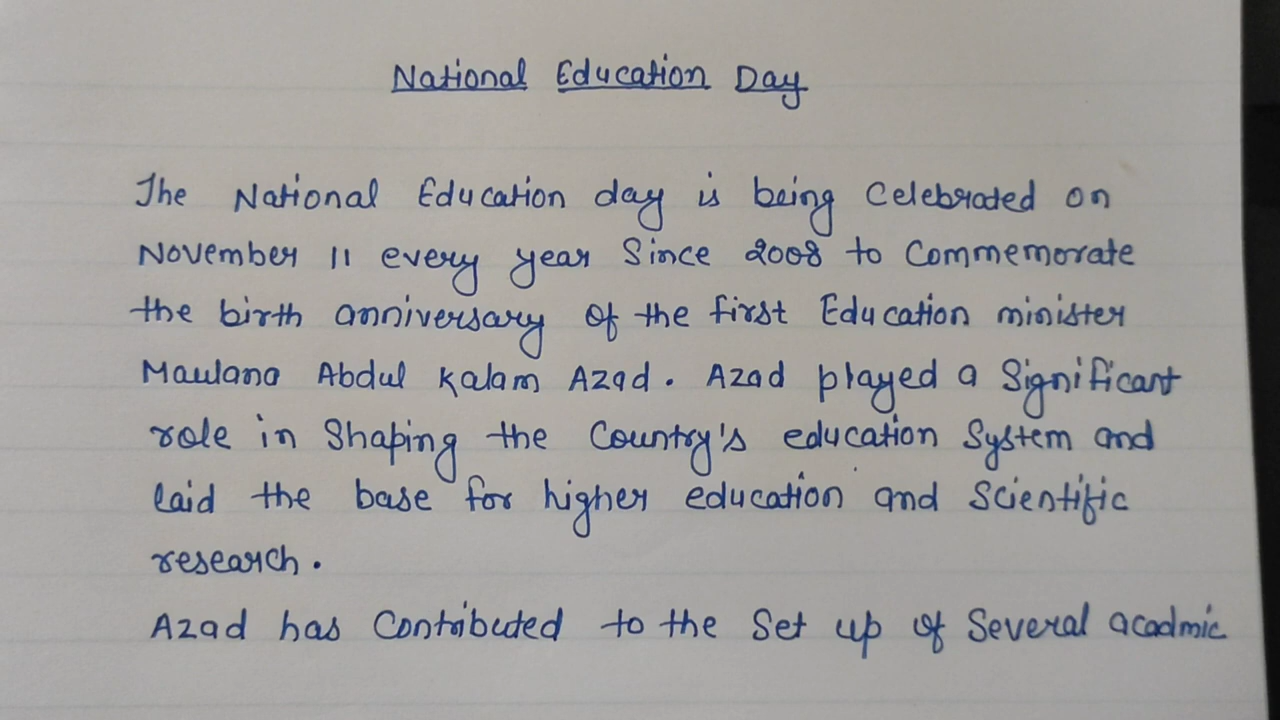 National Education Day
The National Education day is being Celebrated on
November 11 every year Since 2008 to Commemorate
the birth anniversary of the first Education minister
Maulana Abdul Kalam Azad. Azad played a Significant
role in Shaping the Country's education System and
laid the base for higher education and Scientific
research.
Azad has Contributed to the Set up of Several acadmic